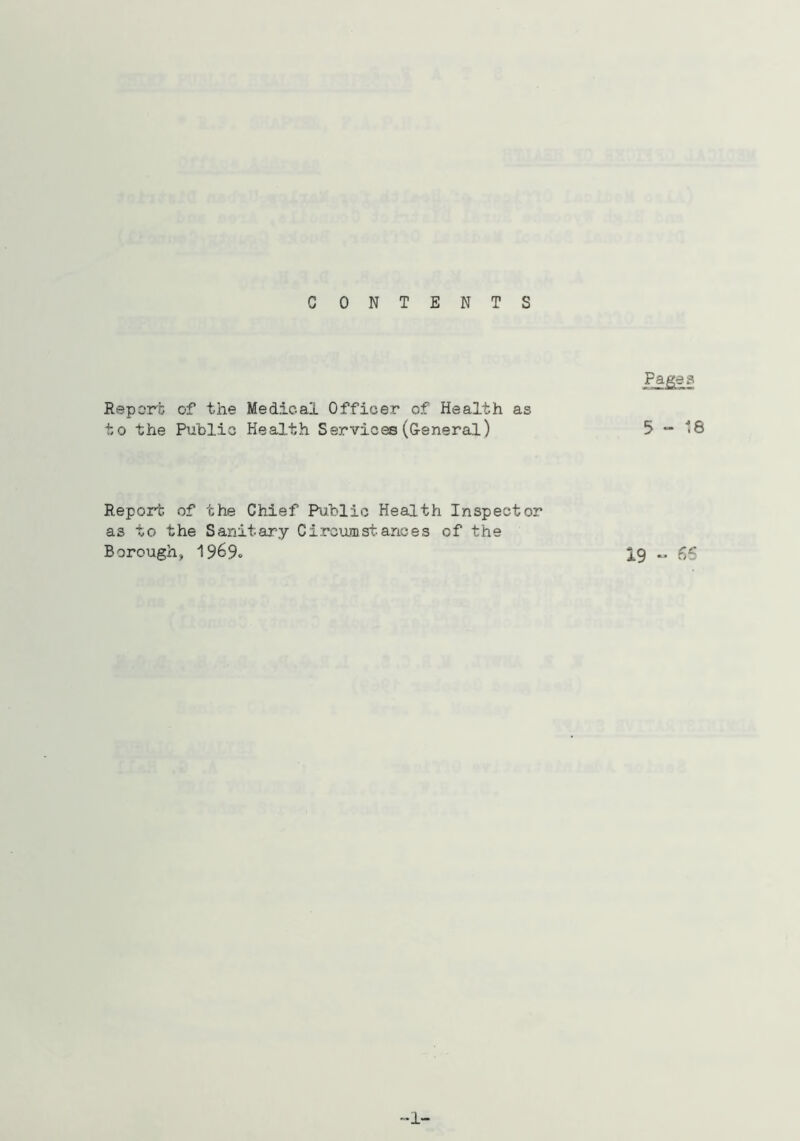 C O N T E N T S
Pages
Report of the Medical Officer of Health as
to the Public Health Services (General) 5 - 18
Report of the Chief Public Health Inspector
as to the Sanitary Circumstances of the
Borough, 1969. 19 - 66
-1-